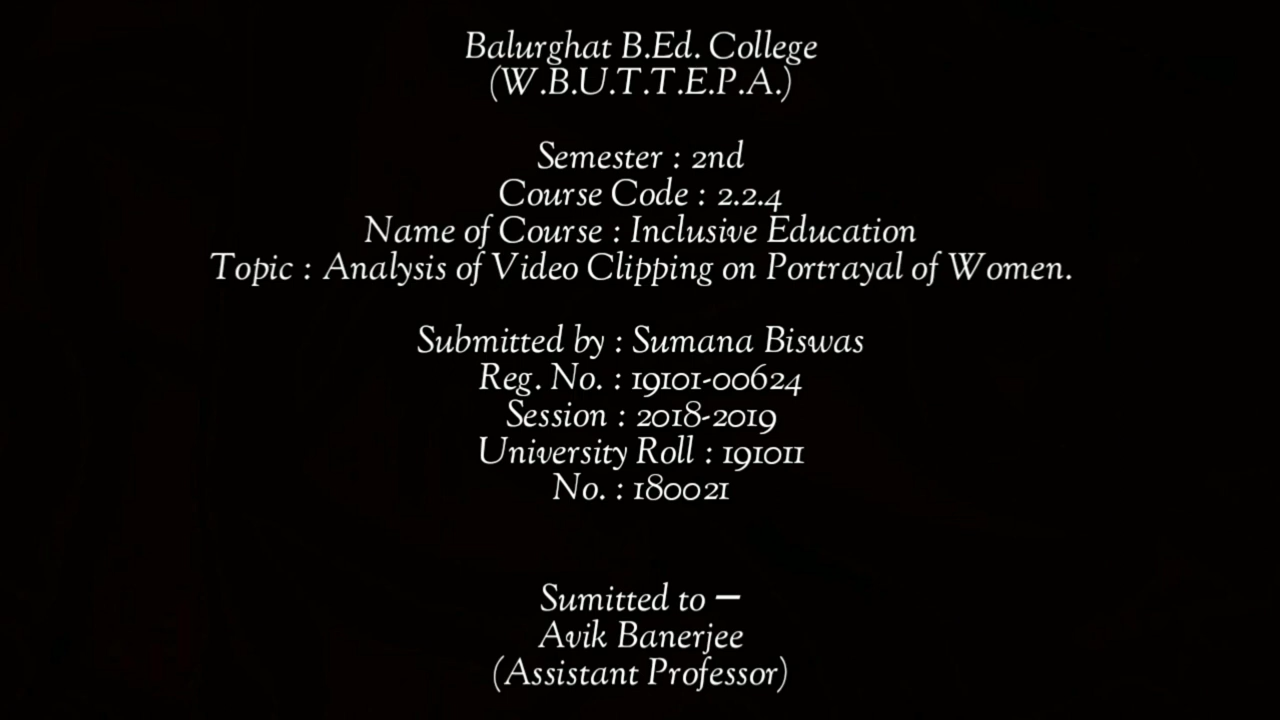 Balurghat B.Ed. College
(W.B.U.T.T.E.P.A.)
Semester : 2nd
Course Code : 2.2.4
Name of Course : Inclusive Education
Topic : Analysis of Video Clipping on Portrayal of Women.
Submitted by : Sumana Biswas
Reg. No. : 19101-00624
Session : 2018-2019
University Roll : 191011
No. : 180021
Sumitted to –
Avik Banerjee
(Assistant Professor)